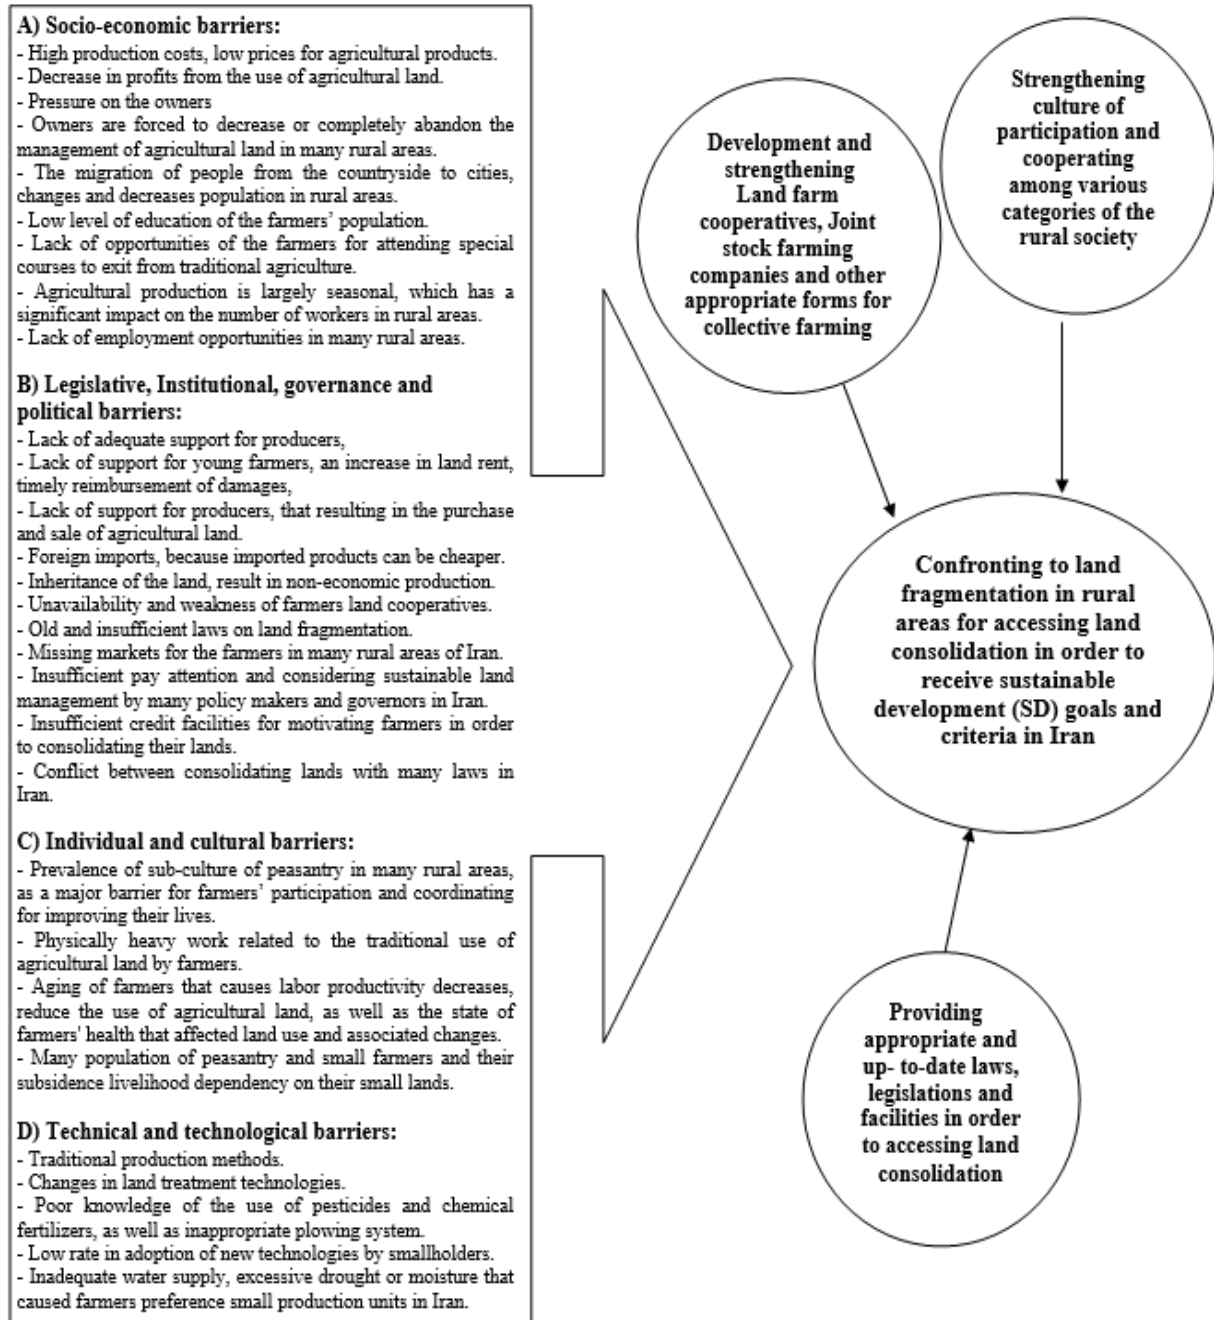 A) Socio-economic barriers:
- High production costs, low prices for agricultural products.
- Decrease in profits from the use of agricultural land.
- Pressure on the owners
- Owners are forced to decrease or completely abandon the
management of agricultural land in many rural areas.
- The migration of people from the countryside to cities,
changes and decreases population in rural areas.
- Low level of education of the farmers’ population.
- Lack of opportunities of the farmers for attending special
courses to exit from traditional agriculture.
- Agricultural production is largely seasonal, which has a
significant impact on the number of workers in rural areas.
- Lack of employment opportunities in many rural areas.
B) Legislative, Institutional, governance and
political barriers:
- Lack of adequate support for producers,
- Lack of support for young farmers, an increase in land rent,
timely reimbursement of damages,
- Lack of support for producers, that resulting in the purchase
and sale of agricultural land.
- Foreign imports, because imported products can be cheaper.
- Inheritance of the land, result in non-economic production.
- Unavailability and weakness of farmers land cooperatives.
- Old and insufficient laws on land fragmentation.
- Missing markets for the farmers in many rural areas of Iran.
- Insufficient pay attention and considering sustainable land
management by many policy makers and governors in Iran.
- Insufficient credit facilities for motivating farmers in order
to consolidating their lands.
- Conflict between consolidating lands with many laws in
Iran.
C) Individual and cultural barriers:
- Prevalence of sub-culture of peasantry in many rural areas,
as a major barrier for farmers’ participation and coordinating
for improving their lives.
- Physically heavy work related to the traditional use of
agricultural land by farmers.
- Aging of farmers that causes labor productivity decreases,
reduce the use of agricultural land, as well as the state of
farmers' health that affected land use and associated changes.
- Many population of peasantry and small farmers and their
subsidence livelihood dependency on their small lands.
D) Technical and technological barriers:
- Traditional production methods.
- Changes in land treatment technologies.
- Poor knowledge of the use of pesticides and chemical
fertilizers, as well as inappropriate plowing system.
- Low rate in adoption of new technologies by smallholders.
- Inadequate water supply, excessive drought or moisture that
caused farmers preference small production units in Iran.
Development and
strengthening
Land farm
cooperatives, Joint
stock farming
companies and other
appropriate forms for
collective farming
Strengthening
culture of
participation and
cooperating
among various
categories of the
rural society
Confronting to land
fragmentation in rural
areas for accessing land
consolidation in order to
receive sustainable
development (SD) goals and
criteria in Iran
Providing
appropriate and
up- to-date laws,
legislations and
facilities in order
to accessing land
consolidation